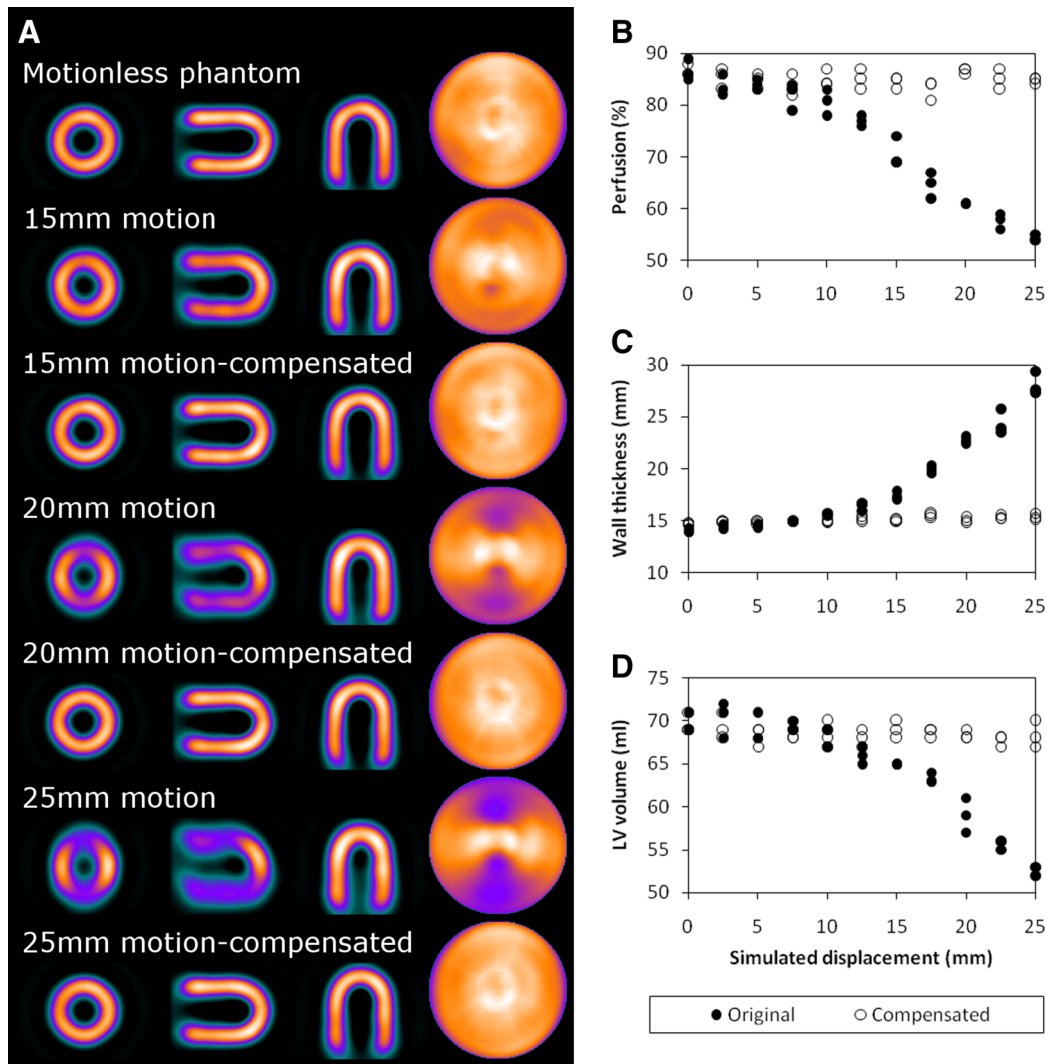 A
Motionless phantom
15mm motion
15mm motion-compensated
20mm motion
20mm motion-compensated
25mm motion
25mm motion-compensated
B
Perfusion (%)
90
80
70
60
50
0 5 10 15 20 25
C
Wall thickness (mm)
30
25
20
15
10
0 5 10 15 20 25
D
LV volume (ml)
75
70
65
60
55
50
0 5 10 15 20 25
Simulated displacement (mm)
Original Compensated